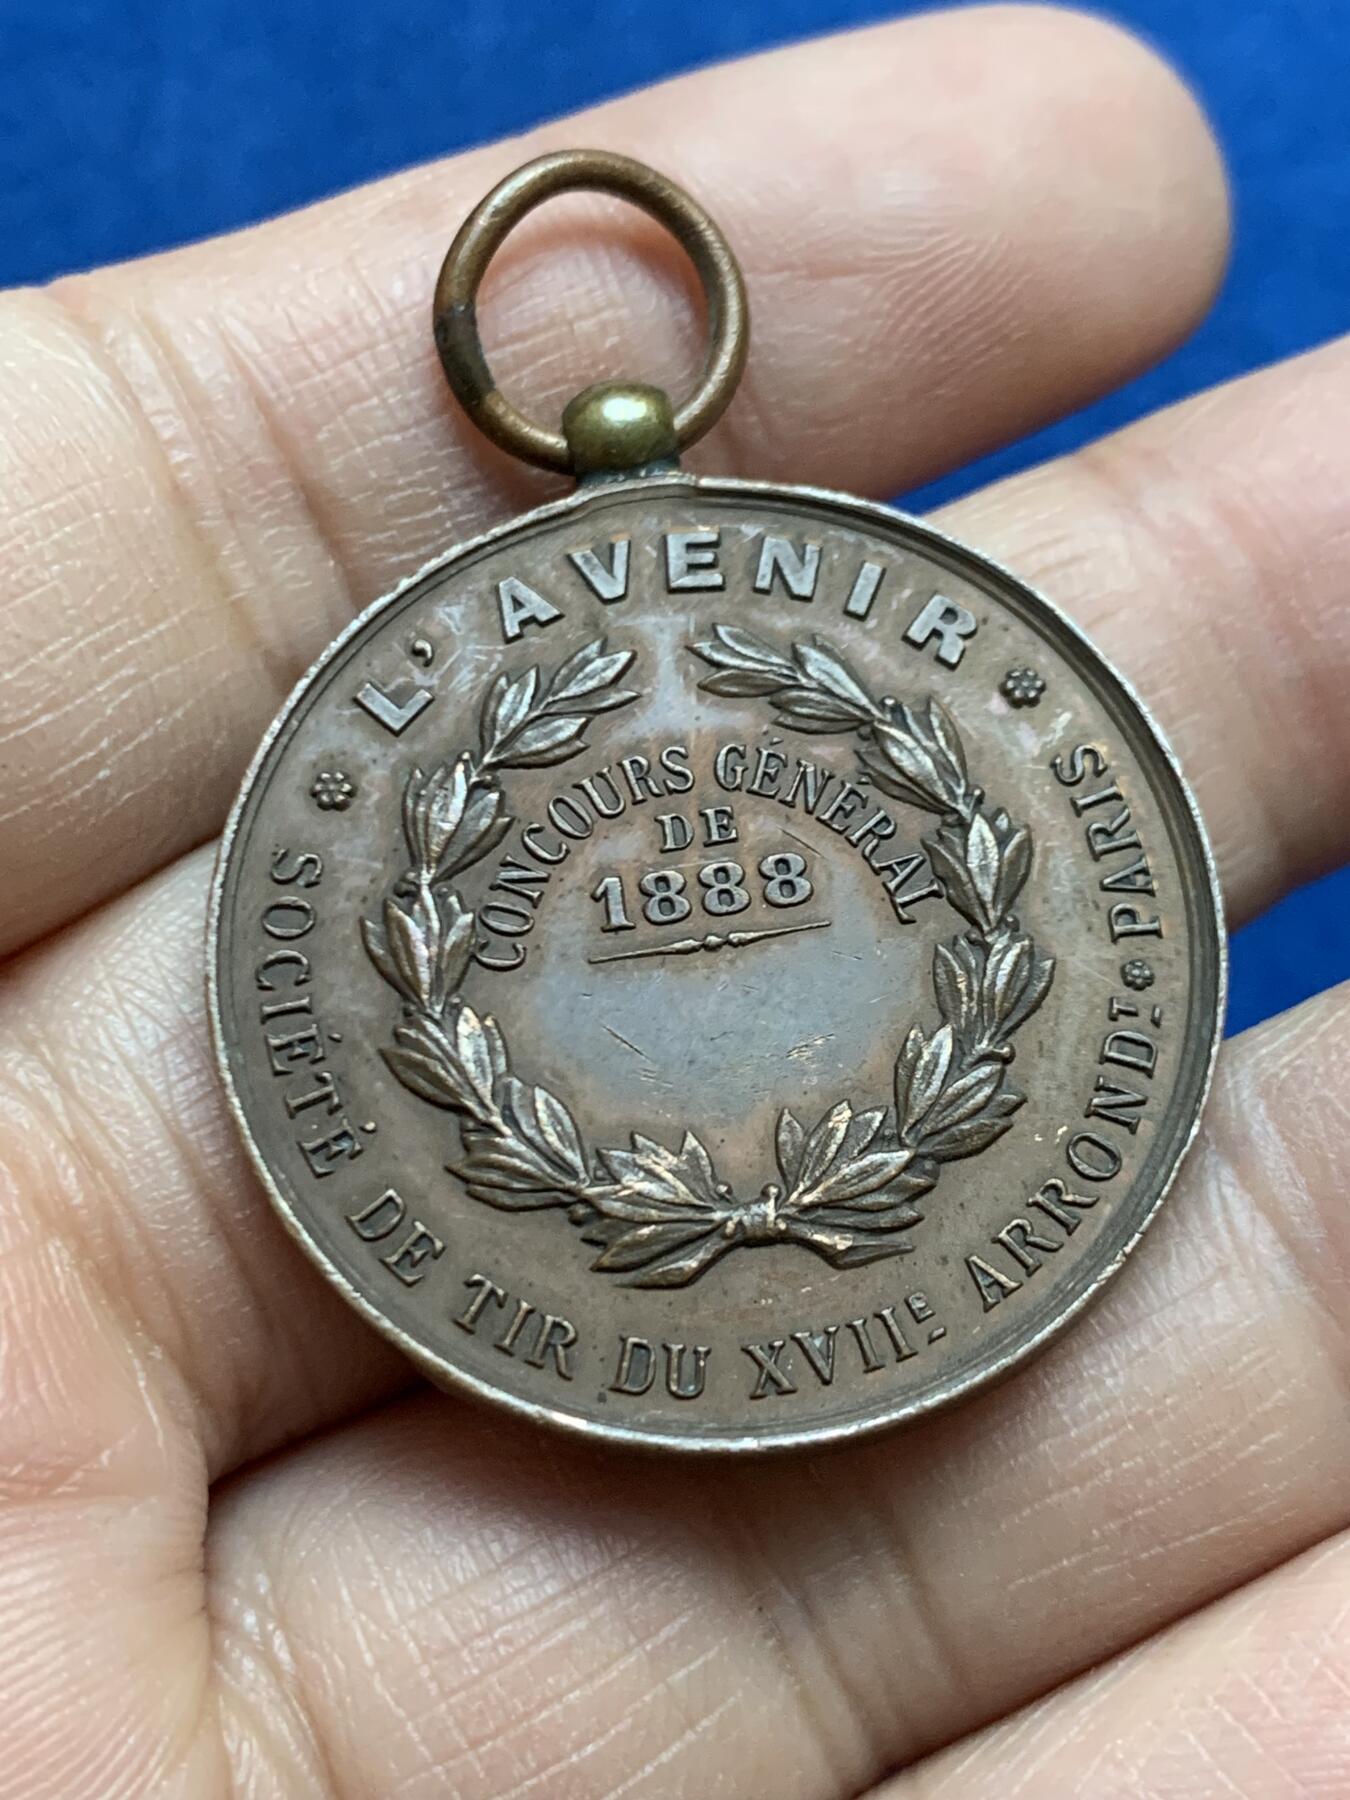 L'AVENIR
CONCOURS GÉNÉRAL
DE
1888
SOCIÉTÉ DE TIR DU XVIIE ARRONDT PARIS